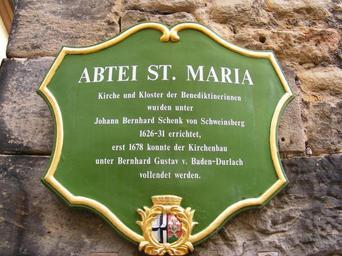 ABTEI ST. MARIA
Kirche und Kloster der Benediktinerinnen
wurden unter
Johann Bernhard Schenk von Schweinsberg
1626-31 errichtet,
erst 1678 konnte der Kirchenbau
unter Bernhard Gustav v. Baden-Durlach
vollendet werden.